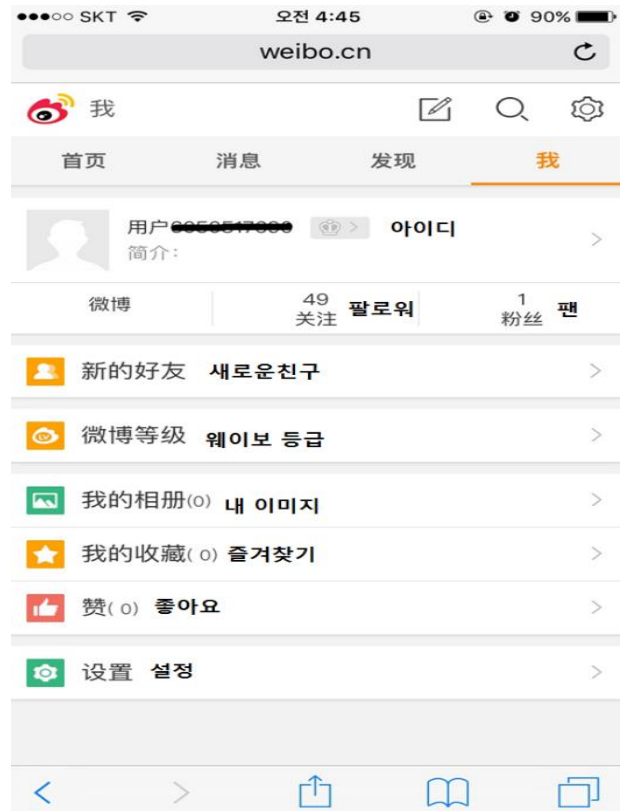 ●●●○○ SKT 오전 4:45 90%
weibo.cn
我
首页 消息 发现 我
用户 아이디
简介:
微博 49 关注 팔로워 1 粉丝 팬
新的好友 새로운친구
微博等级 웨이보 등급
我的相册(0) 내 이미지
我的收藏(0) 즐겨찾기
赞(0) 좋아요
设置 설정